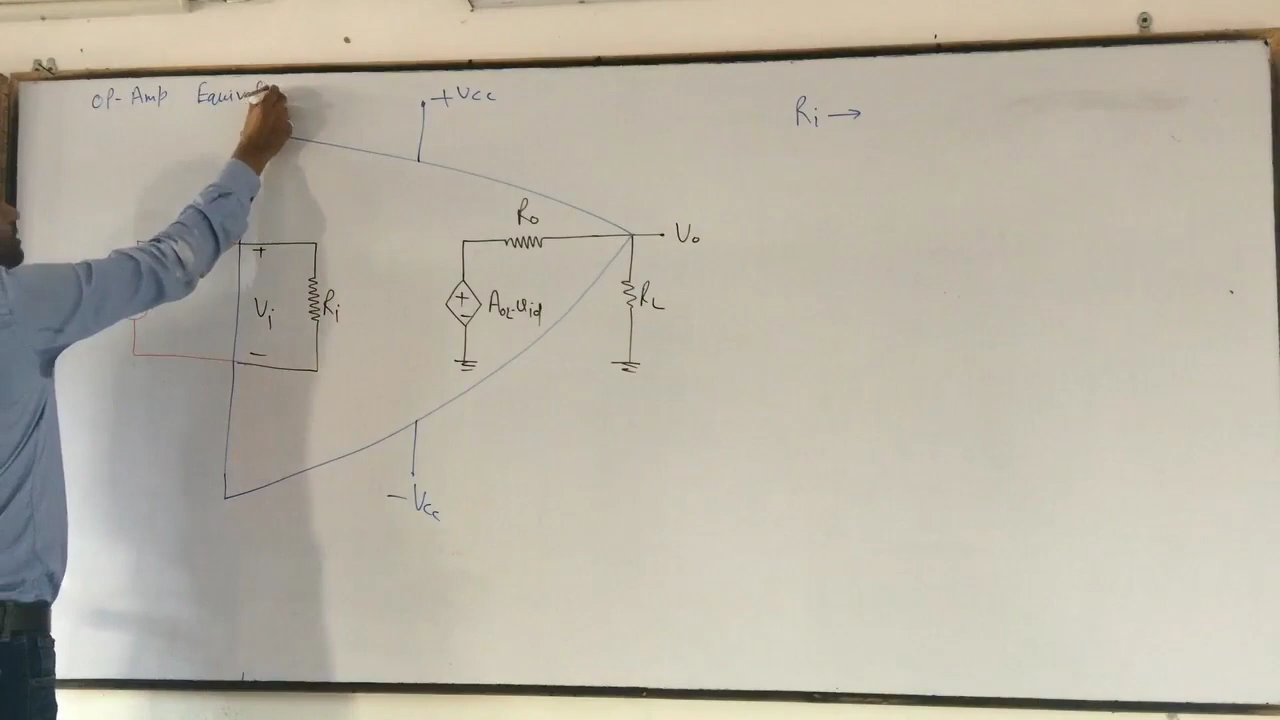 OP-Amp
+Vcc
Ri →
Ro
Vo
+
Vi
Ri
+
-
AOL.vid
RL
-
-Vcc